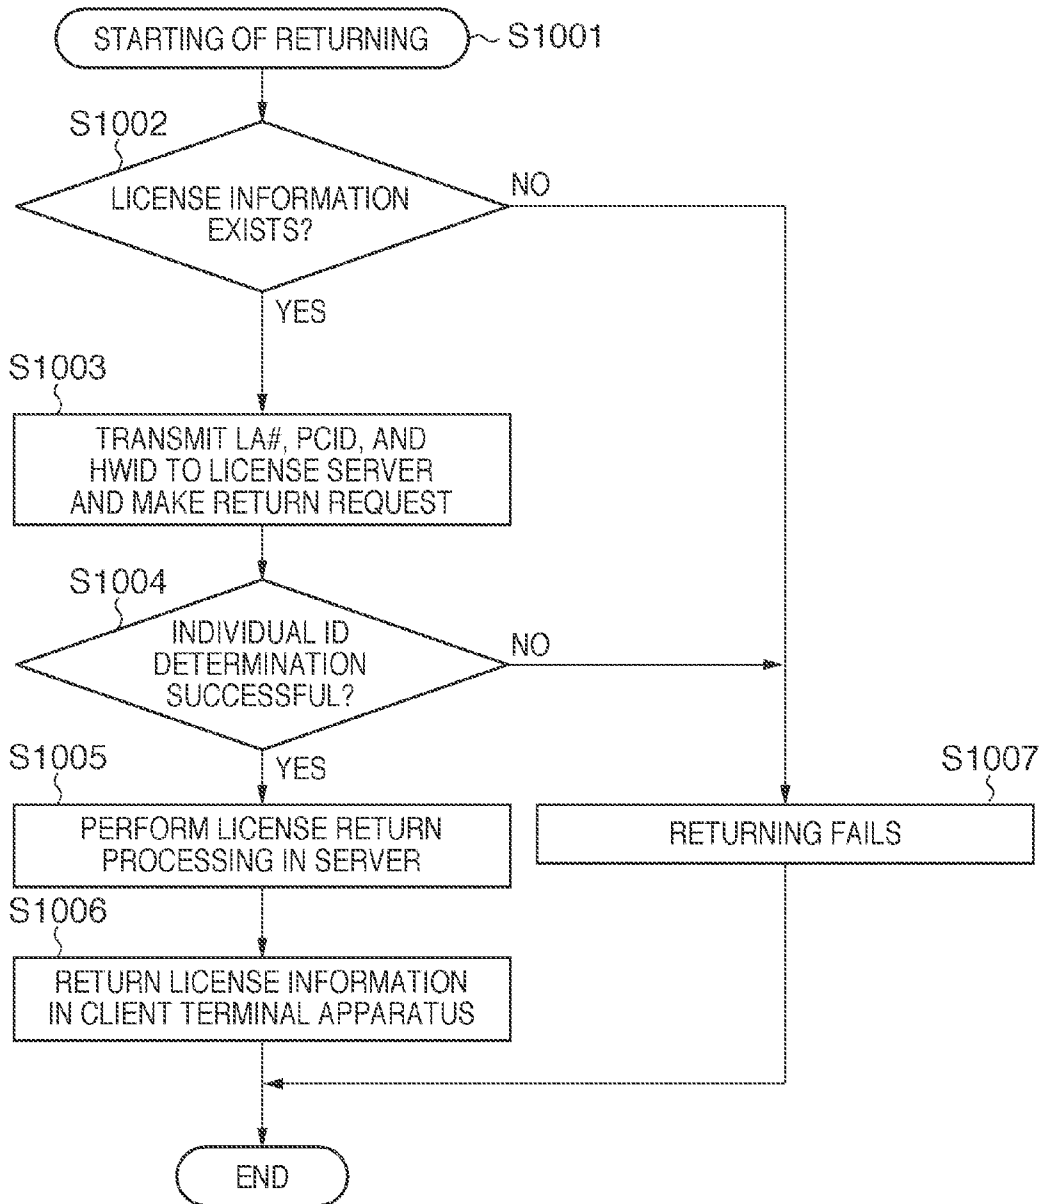 STARTING OF RETURNING
S1001
S1002
LICENSE INFORMATION
EXISTS?
NO
YES
S1003
TRANSMIT LA#, PCID, AND
HWID TO LICENSE SERVER
AND MAKE RETURN REQUEST
S1004
INDIVIDUAL ID
DETERMINATION
SUCCESSFUL?
NO
YES
S1005
PERFORM LICENSE RETURN
PROCESSING IN SERVER
S1007
RETURNING FAILS
S1006
RETURN LICENSE INFORMATION
IN CLIENT TERMINAL APPARATUS
END